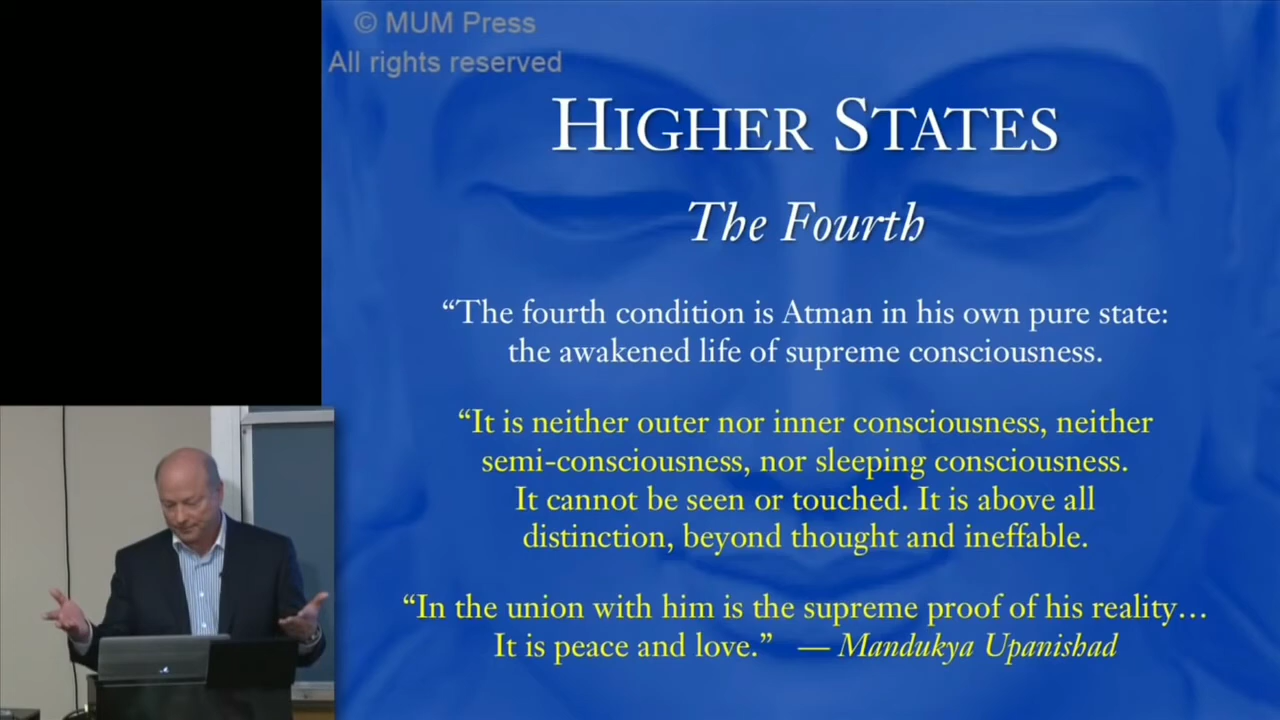 © MUM Press
All rights reserved
HIGHER STATES
The Fourth
“The fourth condition is Atman in his own pure state:
the awakened life of supreme consciousness.
“It is neither outer nor inner consciousness, neither
semi-consciousness, nor sleeping consciousness.
It cannot be seen or touched. It is above all
distinction, beyond thought and ineffable.
“In the union with him is the supreme proof of his reality…
It is peace and love.” — Mandukya Upanishad